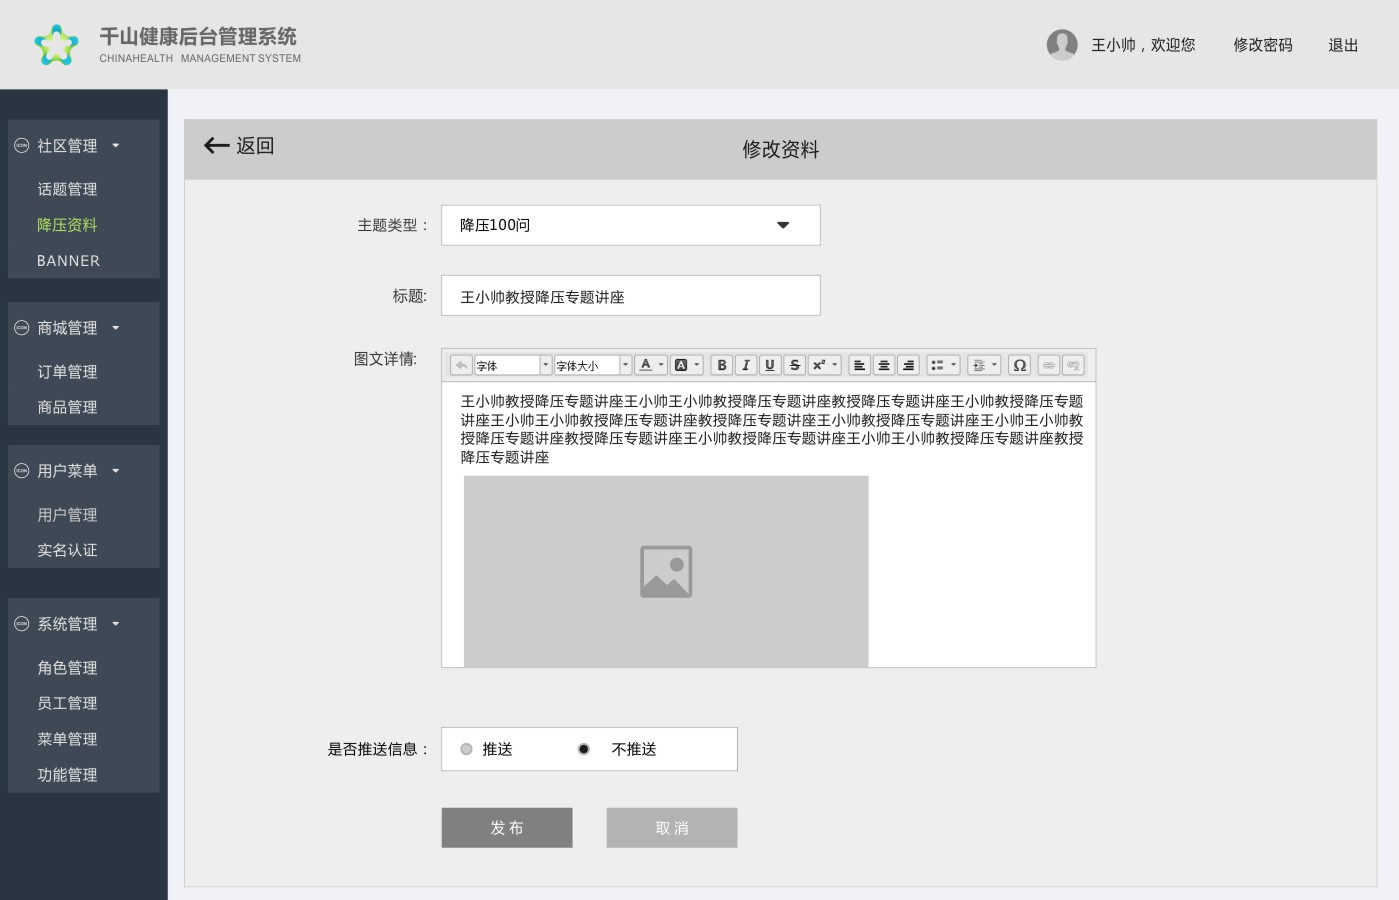 千山健康后台管理系统
CHINAHEALTH MANAGEMENT SYSTEM
王小帅，欢迎您
修改密码
退出
社区管理
话题管理
降压资料
BANNER
商城管理
订单管理
商品管理
用户菜单
用户管理
实名认证
系统管理
角色管理
员工管理
菜单管理
功能管理
返回
修改资料
主题类型：
降压100问
标题:
王小帅教授降压专题讲座
图文详情:
字体
字体大小
A
A
B
I
U
S
x²
Ω
王小帅教授降压专题讲座王小帅王小帅教授降压专题讲座教授降压专题讲座王小帅教授降压专题
讲座王小帅王小帅教授降压专题讲座教授降压专题讲座王小帅教授降压专题讲座王小帅王小帅教
授降压专题讲座教授降压专题讲座王小帅教授降压专题讲座王小帅王小帅教授降压专题讲座教授
降压专题讲座
是否推送信息：
推送
不推送
发 布
取 消